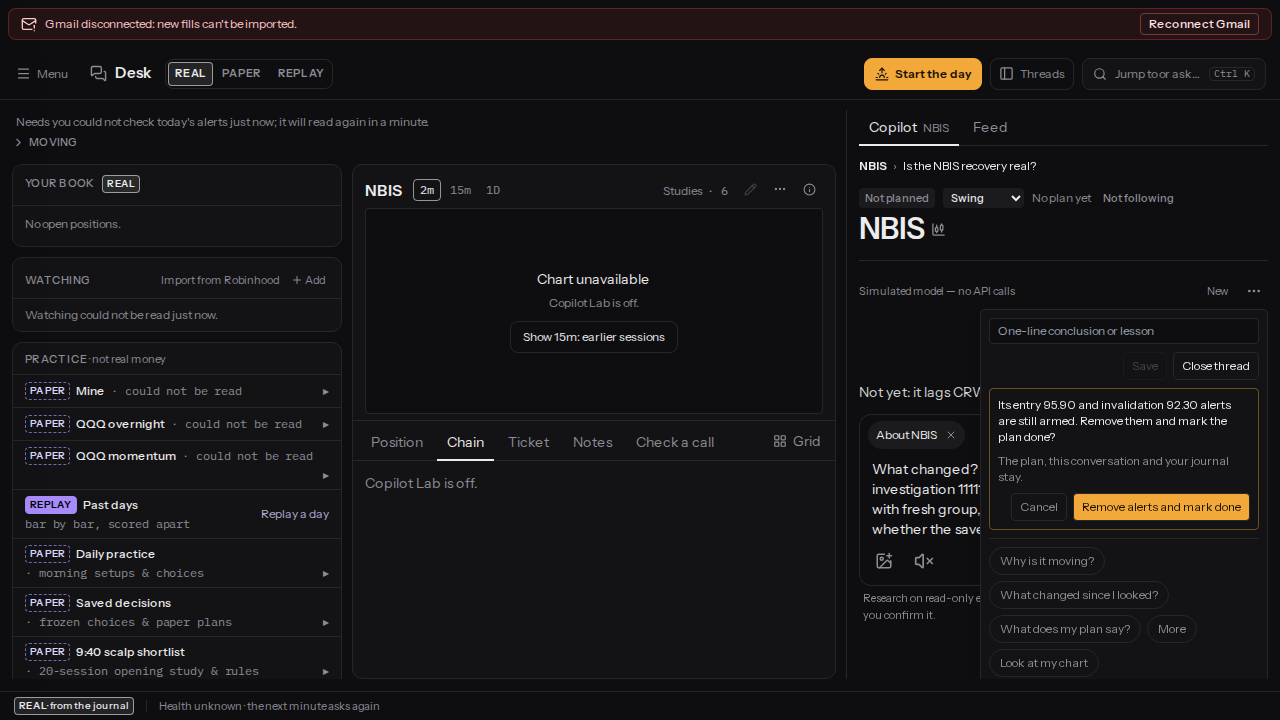 Gmail disconnected: new fills can't be imported.
Reconnect Gmail
Menu
Desk
REAL PAPER REPLAY
Start the day
Threads
Jump to or ask... Ctrl K
Needs you could not check today's alerts just now; it will read again in a minute.
MOVING
YOUR BOOK REAL
No open positions.
WATCHING Import from Robinhood + Add
Watching could not be read just now.
PRACTICE · not real money
PAPER Mine · could not be read
PAPER QQQ overnight · could not be read
PAPER QQQ momentum · could not be read
REPLAY Past days
bar by bar, scored apart
Replay a day
PAPER Daily practice
· morning setups & choices
PAPER Saved decisions
· frozen choices & paper plans
PAPER 9:40 scalp shortlist
· 20-session opening study & rules
NBIS 2m 15m 1D
Studies · 6
Chart unavailable
Copilot Lab is off.
Show 15m: earlier sessions
Position Chain Ticket Notes Check a call
Grid
Copilot Lab is off.
Copilot NBIS Feed
NBIS › Is the NBIS recovery real?
Not planned Swing No plan yet Not following
NBIS
Simulated model — no API calls
New
Not yet: it lags CRW
About NBIS ×
What changed?
investigation 1111
with fresh group,
whether the save
Research on read-only e
you confirm it.
One-line conclusion or lesson
Save Close thread
Its entry 95.90 and invalidation 92.30 alerts
are still armed. Remove them and mark the
plan done?
The plan, this conversation and your journal
stay.
Cancel Remove alerts and mark done
Why is it moving?
What changed since I looked?
What does my plan say? More
Look at my chart
REAL · from the journal
Health unknown · the next minute asks again